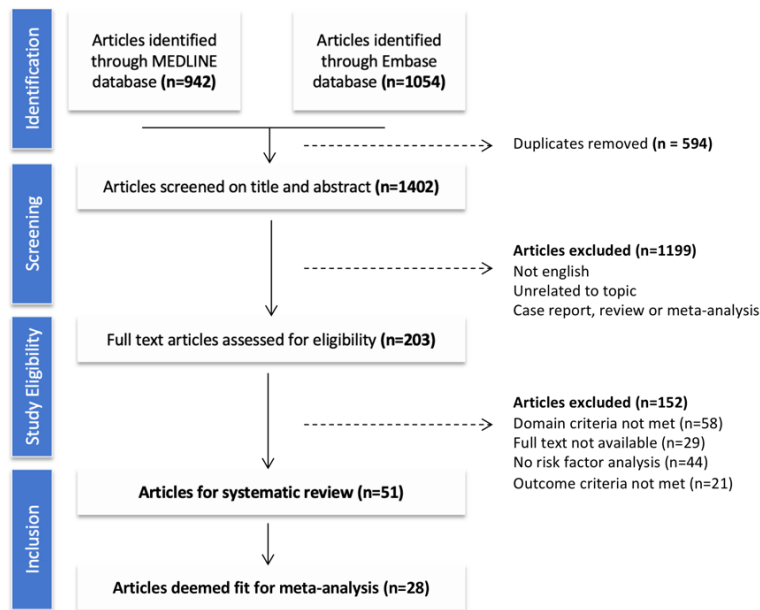 Identification
Articles identified
through MEDLINE
database (n=942)
Articles identified
through Embase
database (n=1054)
Duplicates removed (n = 594)
Screening
Articles screened on title and abstract (n=1402)
Articles excluded (n=1199)
Not english
Unrelated to topic
Case report, review or meta-analysis
Study Eligibility
Full text articles assessed for eligibility (n=203)
Articles excluded (n=152)
Domain criteria not met (n=58)
Full text not available (n=29)
No risk factor analysis (n=44)
Outcome criteria not met (n=21)
Inclusion
Articles for systematic review (n=51)
Articles deemed fit for meta-analysis (n=28)